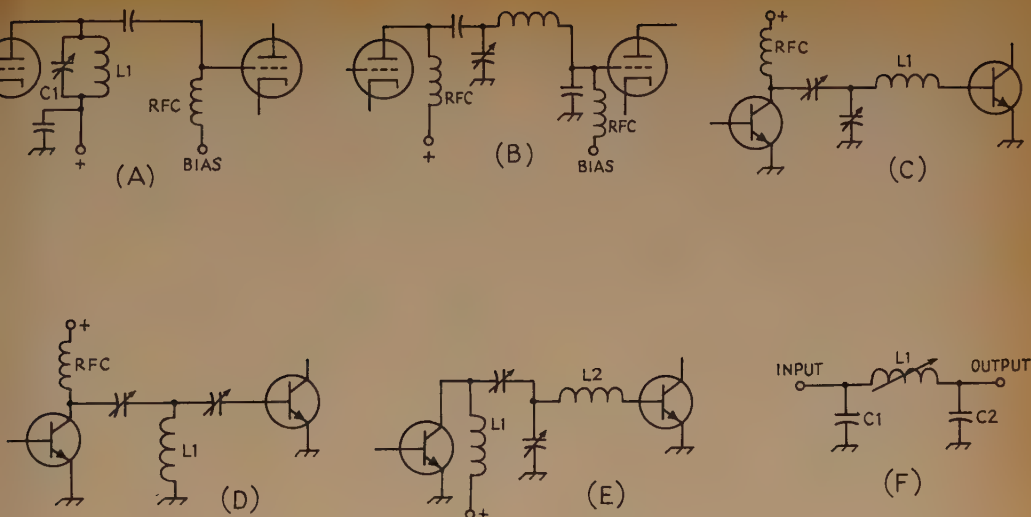 C1
L1
+
RFC
BIAS
(A)
RFC
+
RFC
BIAS
(B)
+
RFC
L1
(C)
+
RFC
L1
(D)
L1
L2
+
(E)
INPUT
L1
OUTPUT
C1
C2
(F)